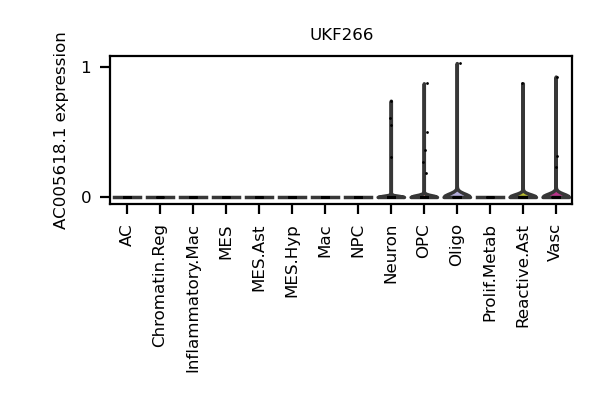 UKF266
AC005618.1 expression
1
0
AC
Chromatin.Reg
Inflammatory.Mac
MES
MES.Ast
MES.Hyp
Mac
NPC
Neuron
OPC
Oligo
Prolif.Metab
Reactive.Ast
Vasc